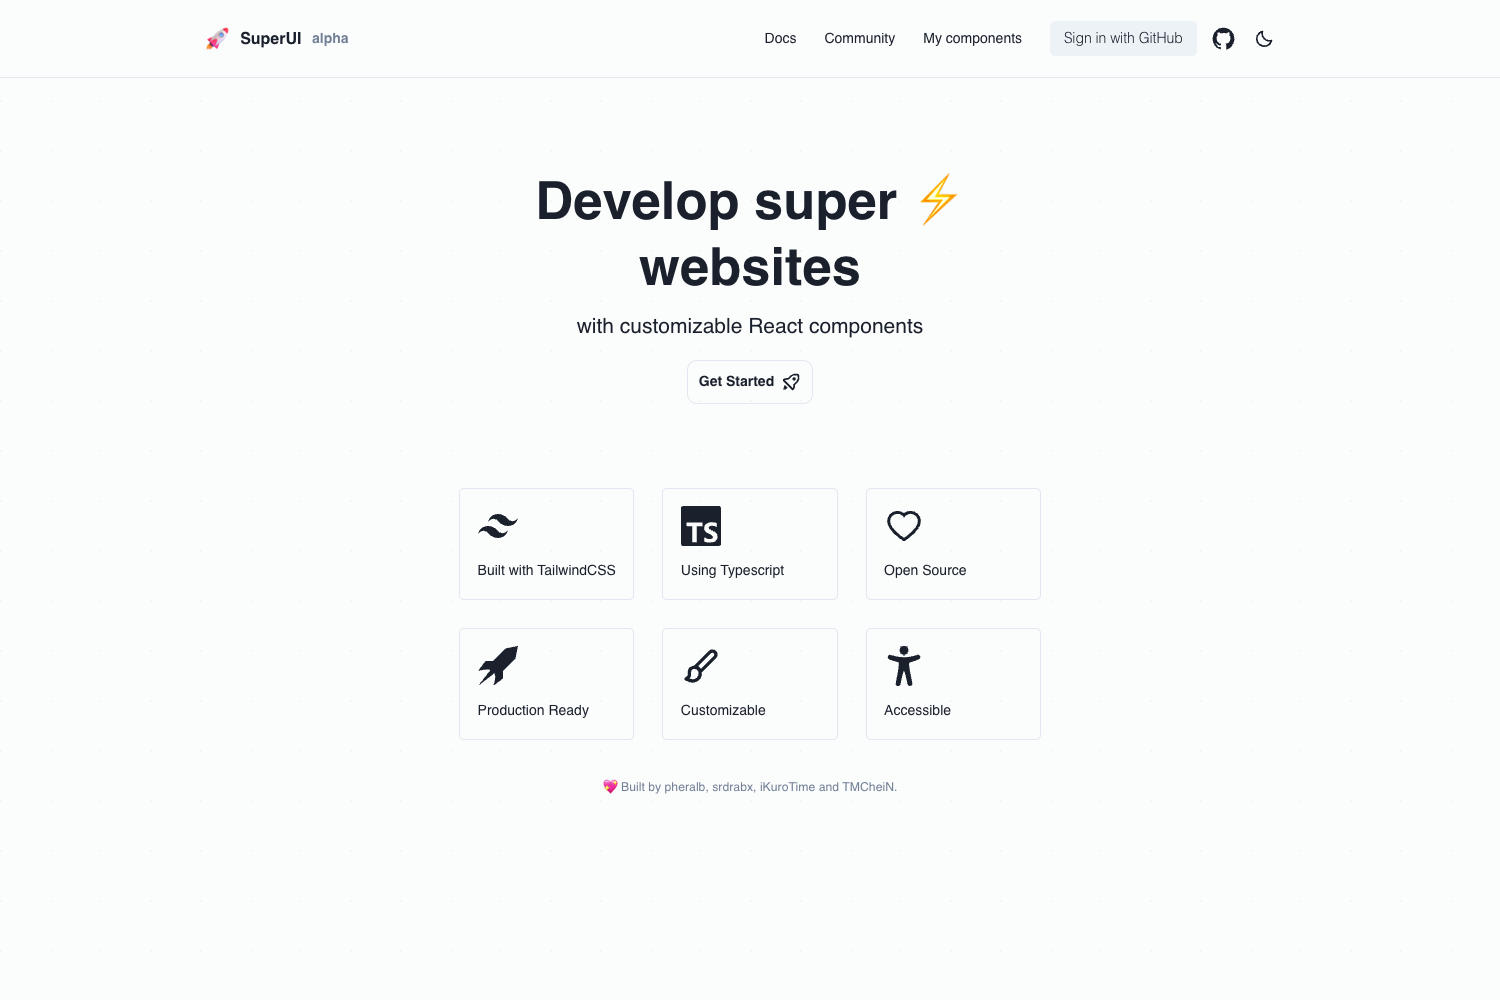 🚀 SuperUI alpha
Docs Community My components Sign in with GitHub
Develop super ⚡
websites
with customizable React components
Get Started
Built with TailwindCSS
TS
Using Typescript
Open Source
Production Ready
Customizable
Accessible
💖 Built by pheralb, srdrabx, iKuroTime and TMCheiN.